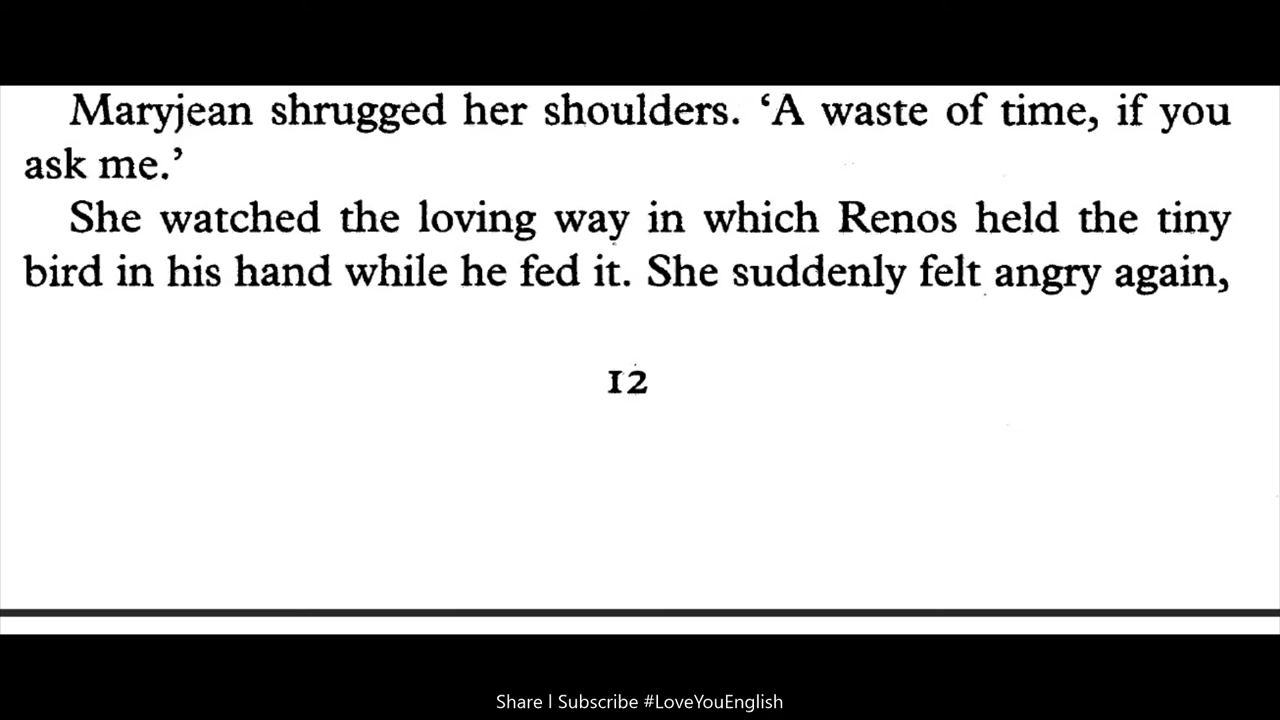 Maryjean shrugged her shoulders. ‘A waste of time, if you
ask me.’
She watched the loving way in which Renos held the tiny
bird in his hand while he fed it. She suddenly felt angry again,
12
Share l Subscribe #LoveYouEnglish